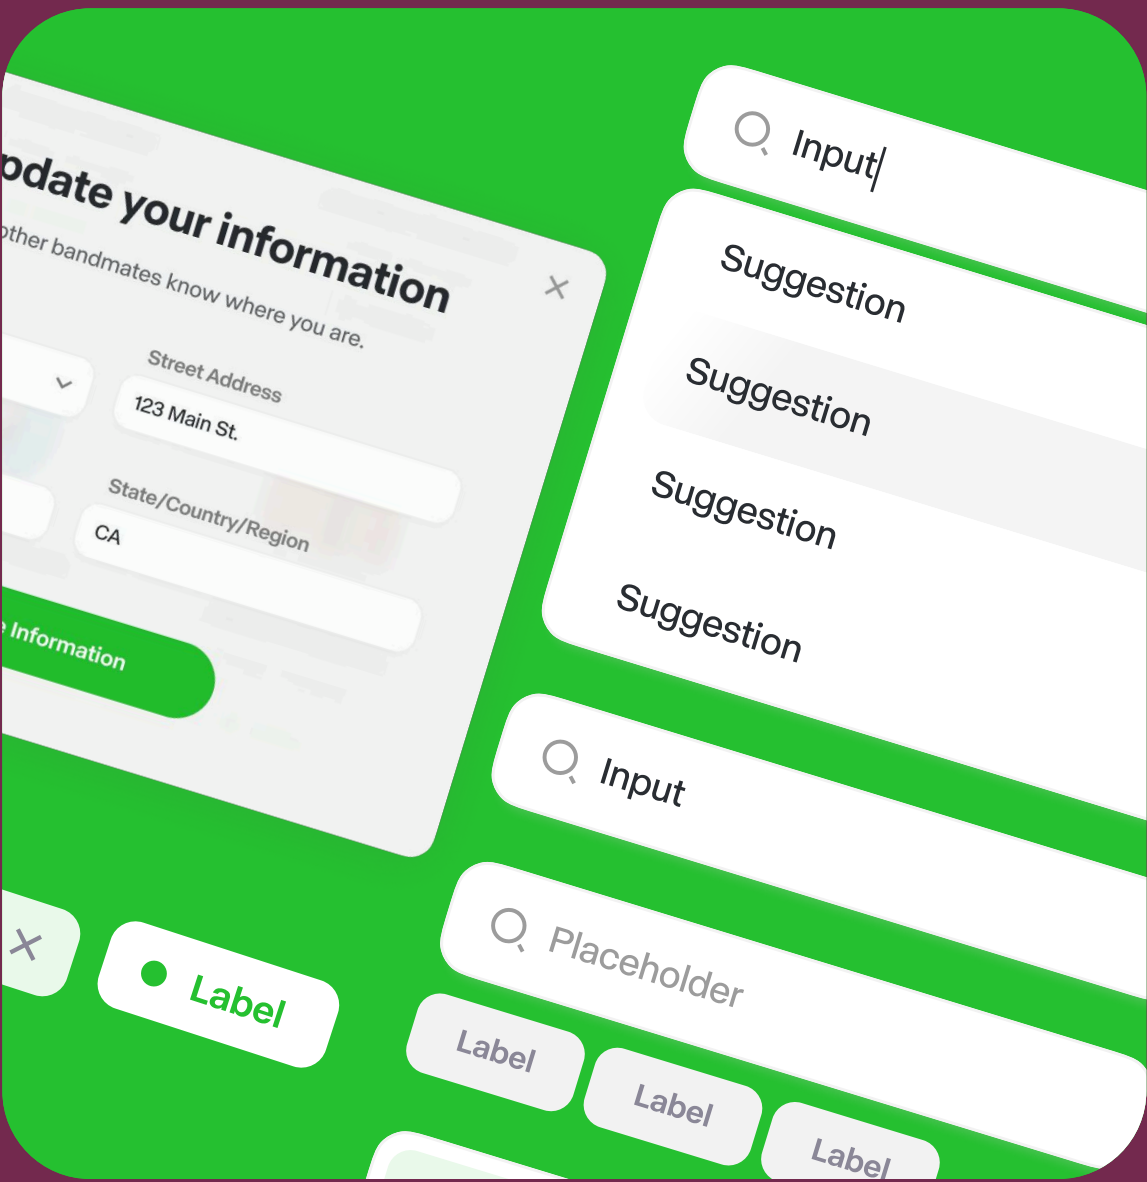 pdate your information
other bandmates know where you are.
Street Address
123 Main St.
State/Country/Region
CA
e Information
Input
Suggestion
Suggestion
Suggestion
Suggestion
Input
Placeholder
Label
Label
Label
Label